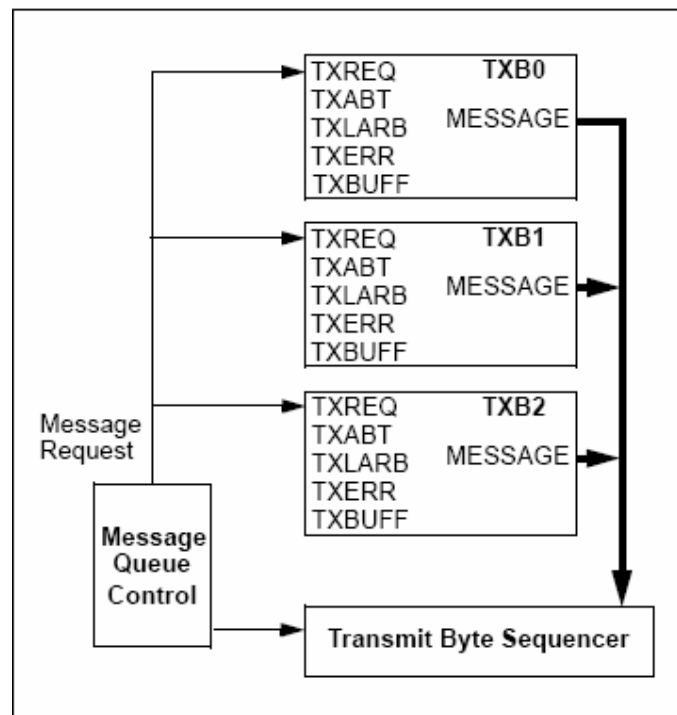 TXREQ TXB0
TXABT
TXLARB MESSAGE
TXERR
TXBUFF
TXREQ TXB1
TXABT
TXLARB MESSAGE
TXERR
TXBUFF
TXREQ TXB2
TXABT
TXLARB MESSAGE
TXERR
TXBUFF
Message
Request
Message
Queue
Control
Transmit Byte Sequencer